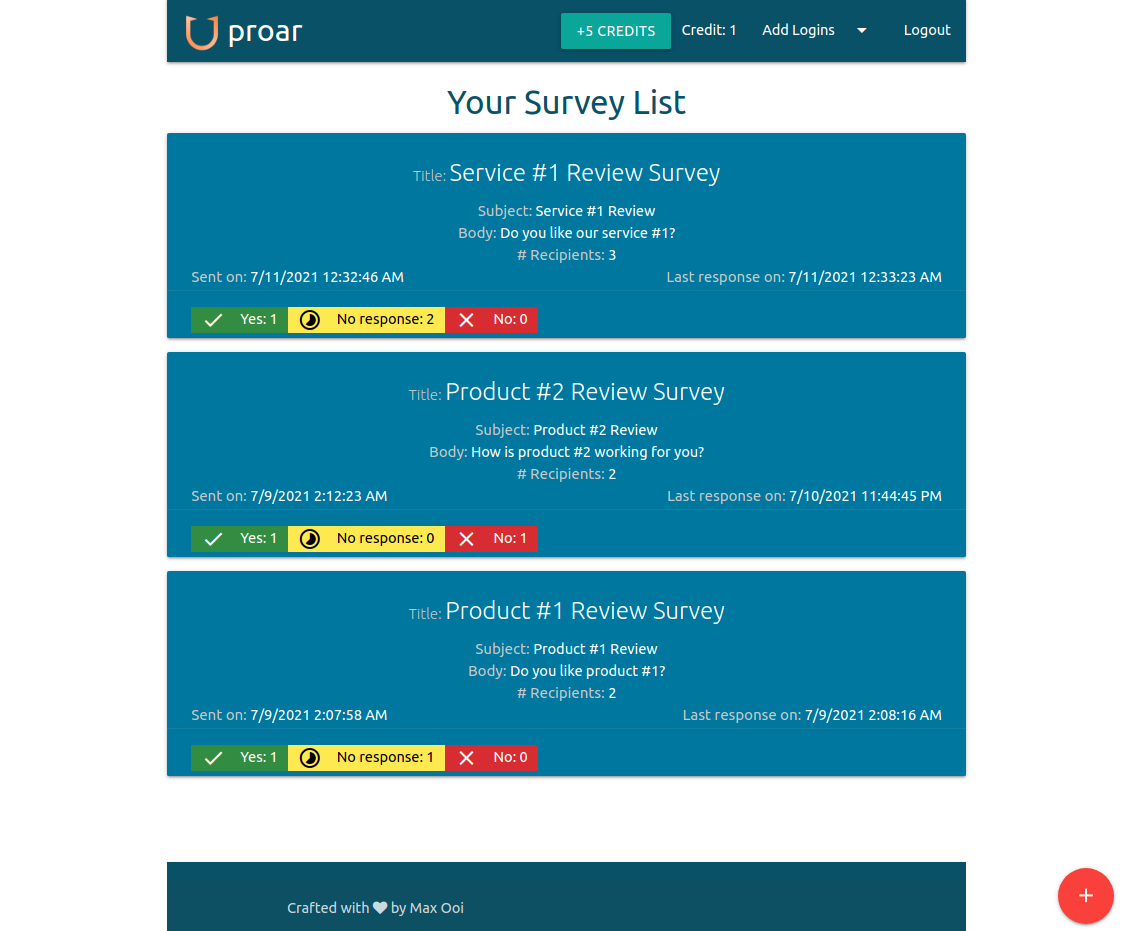 Uproar +5 CREDITS Credit: 1 Add Logins Logout
Your Survey List
Title: Service #1 Review Survey
Subject: Service #1 Review
Body: Do you like our service #1?
# Recipients: 3
Sent on: 7/11/2021 12:32:46 AM Last response on: 7/11/2021 12:33:23 AM
Yes: 1 No response: 2 No: 0
Title: Product #2 Review Survey
Subject: Product #2 Review
Body: How is product #2 working for you?
# Recipients: 2
Sent on: 7/9/2021 2:12:23 AM Last response on: 7/10/2021 11:44:45 PM
Yes: 1 No response: 0 No: 1
Title: Product #1 Review Survey
Subject: Product #1 Review
Body: Do you like product #1?
# Recipients: 2
Sent on: 7/9/2021 2:07:58 AM Last response on: 7/9/2021 2:08:16 AM
Yes: 1 No response: 1 No: 0
Crafted with ♥ by Max Ooi
+